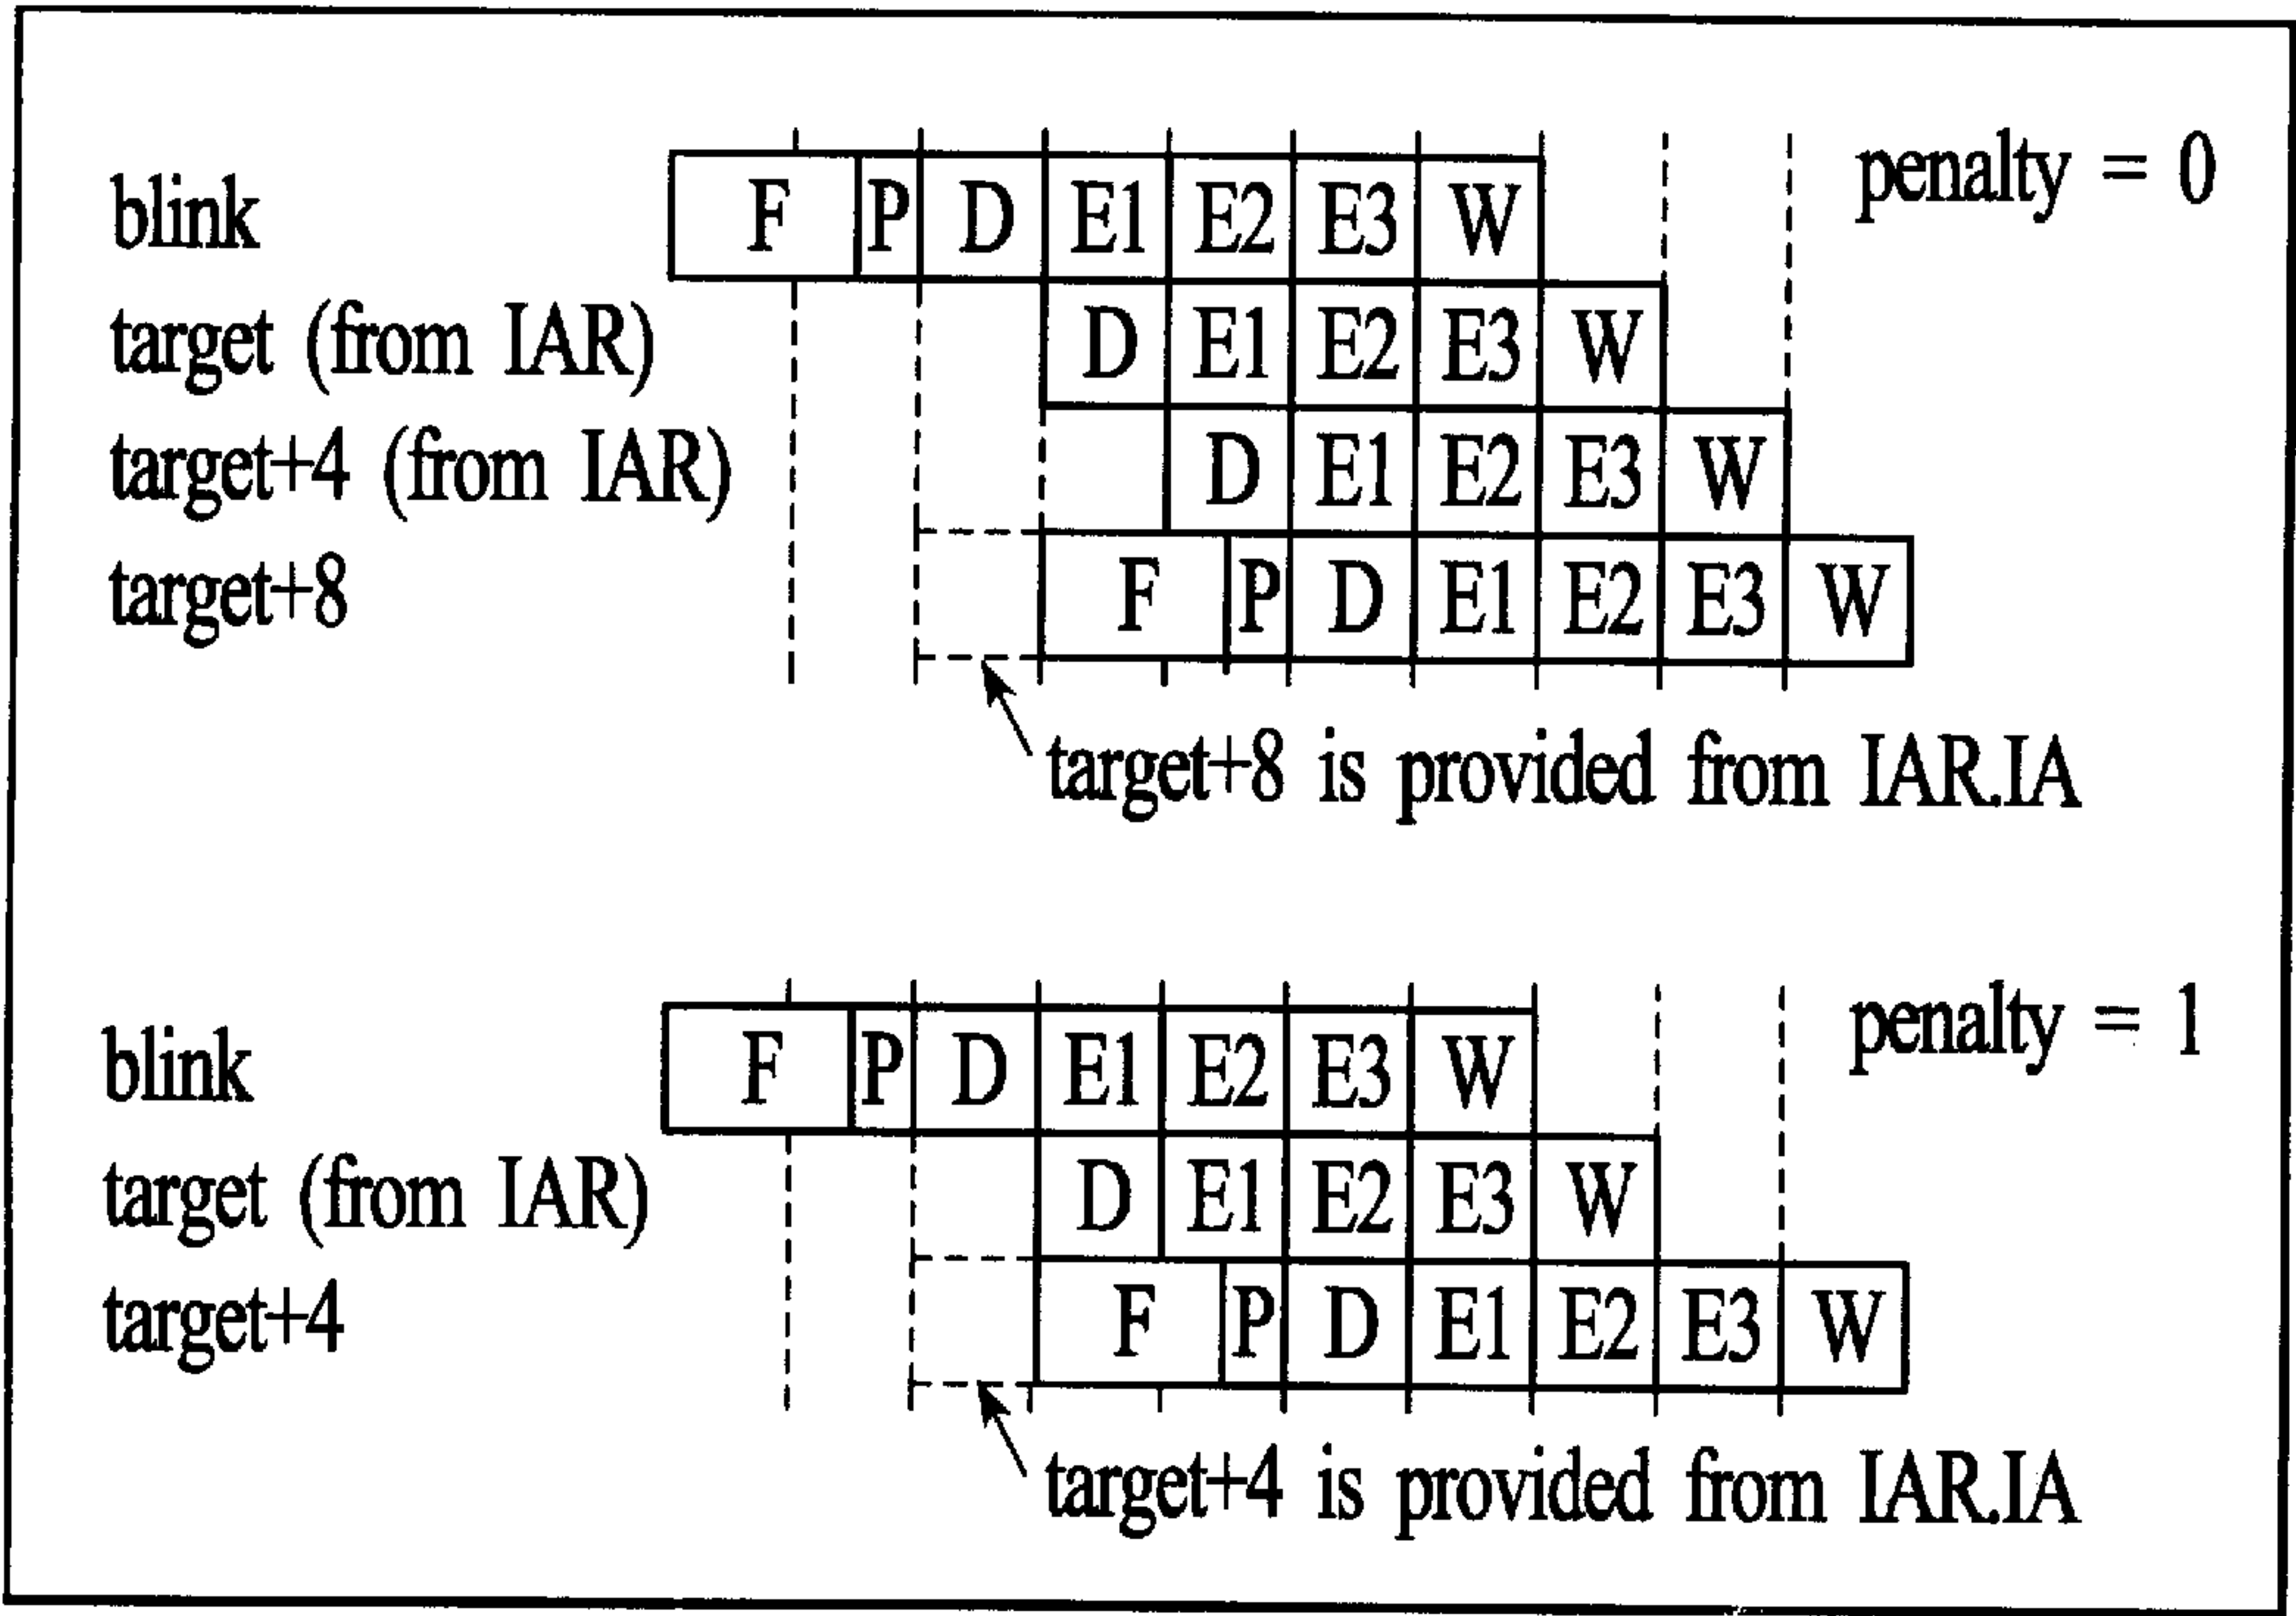 penalty = 0
blink F P D E1 E2 E3 W
target (from IAR) D E1 E2 E3 W
target+4 (from IAR) D E1 E2 E3 W
target+8 F P D E1 E2 E3 W
target+8 is provided from IAR.IA
penalty = 1
blink F P D E1 E2 E3 W
target (from IAR) D E1 E2 E3 W
target+4 F P D E1 E2 E3 W
target+4 is provided from IAR.IA